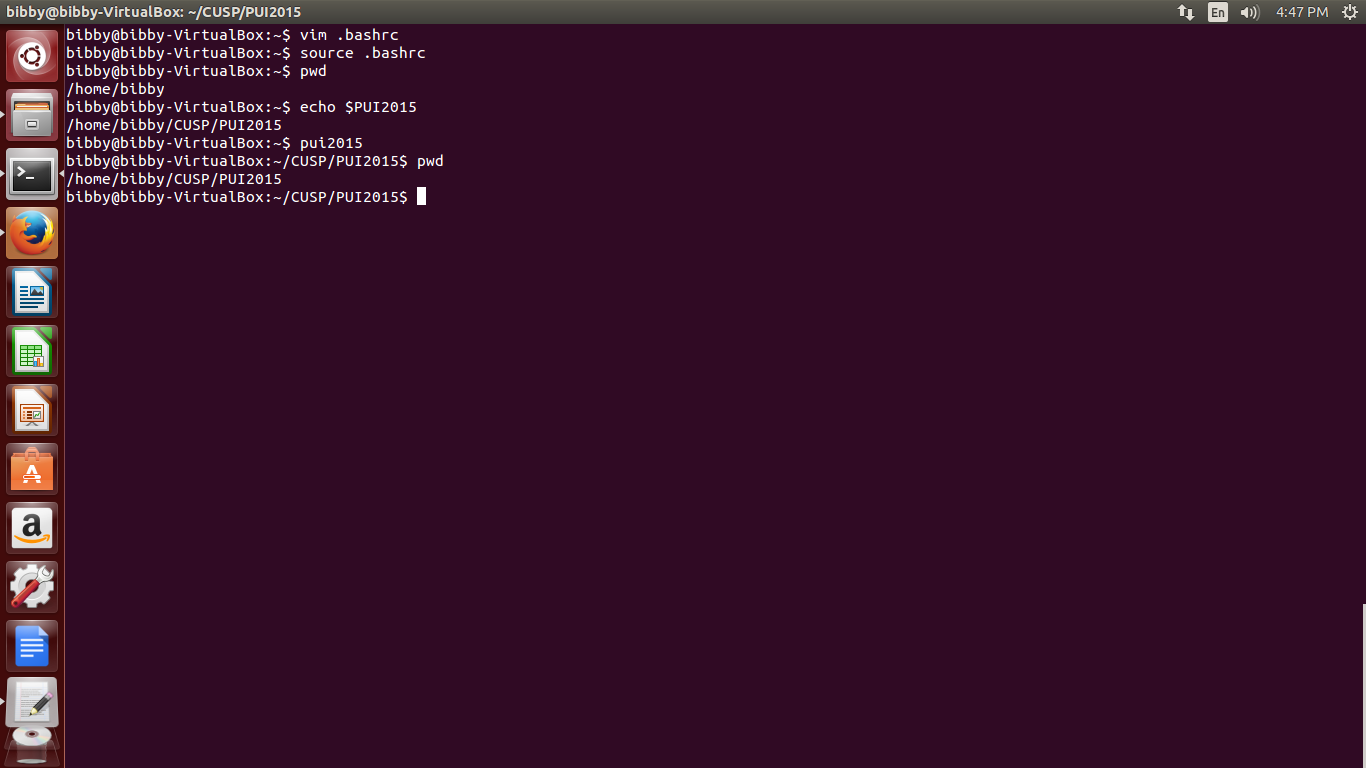 bibby@bibby-VirtualBox: ~/CUSP/PUI2015
En
4:47 PM
bibby@bibby-VirtualBox:~$ vim .bashrc
bibby@bibby-VirtualBox:~$ source .bashrc
bibby@bibby-VirtualBox:~$ pwd
/home/bibby
bibby@bibby-VirtualBox:~$ echo $PUI2015
/home/bibby/CUSP/PUI2015
bibby@bibby-VirtualBox:~$ pui2015
bibby@bibby-VirtualBox:~/CUSP/PUI2015$ pwd
/home/bibby/CUSP/PUI2015
bibby@bibby-VirtualBox:~/CUSP/PUI2015$